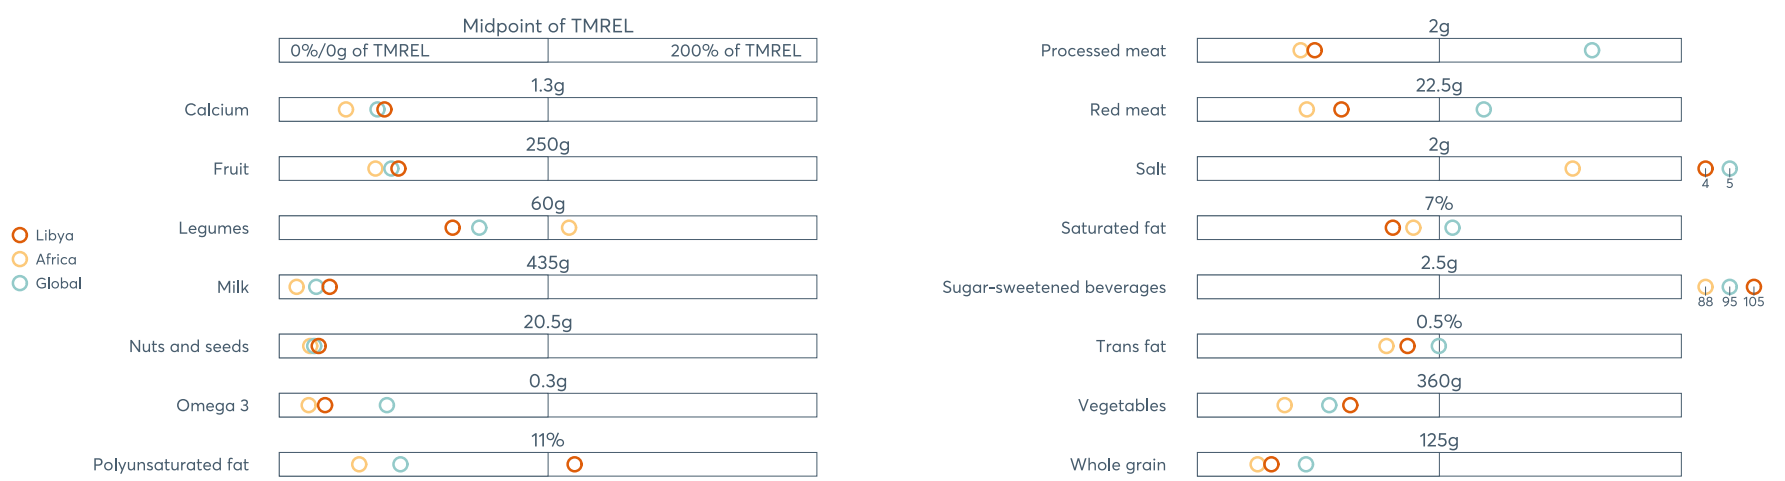 Midpoint of TMREL
0%/0g of TMREL 200% of TMREL
1.3g
Calcium
250g
Fruit
60g
Legumes
435g
Milk
20.5g
Nuts and seeds
0.3g
Omega 3
11%
Polyunsaturated fat
Libya
Africa
Global
2g
Processed meat
22.5g
Red meat
2g
Salt
4 5
7%
Saturated fat
2.5g
Sugar-sweetened beverages
88 95 105
0.5%
Trans fat
360g
Vegetables
125g
Whole grain